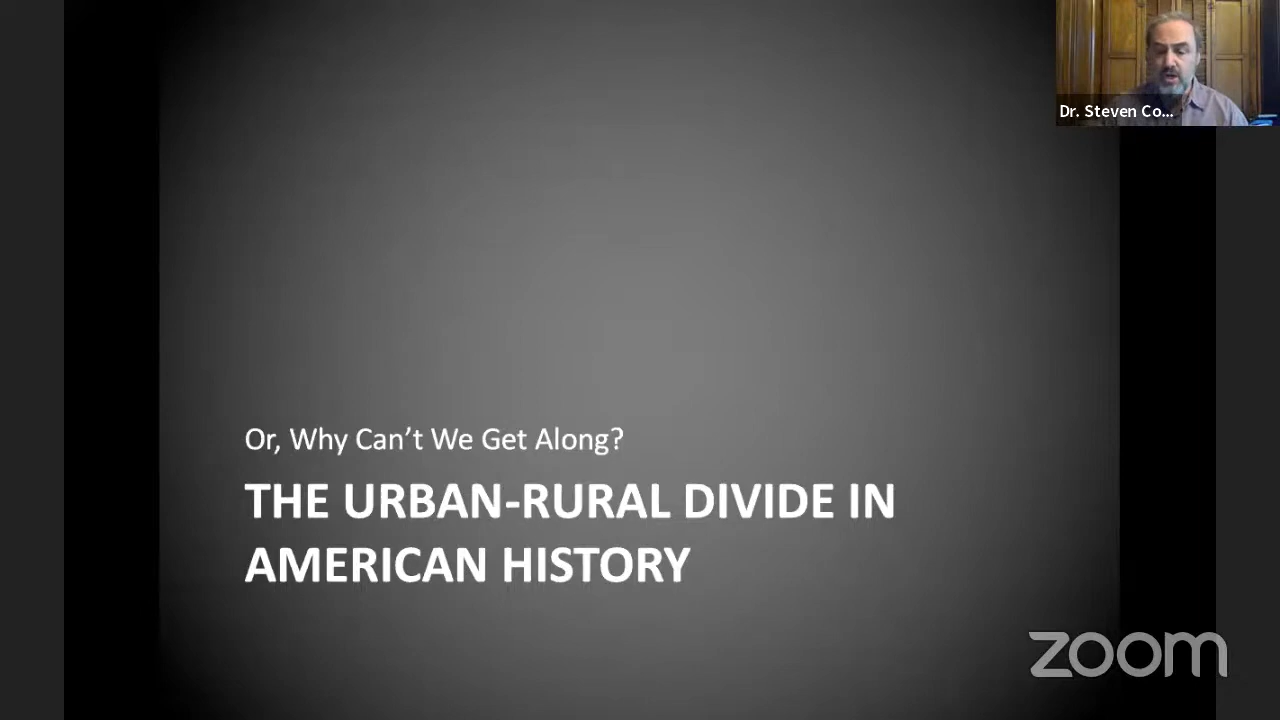 Dr. Steven Co...
Or, Why Can’t We Get Along?
THE URBAN-RURAL DIVIDE IN
AMERICAN HISTORY
zoom